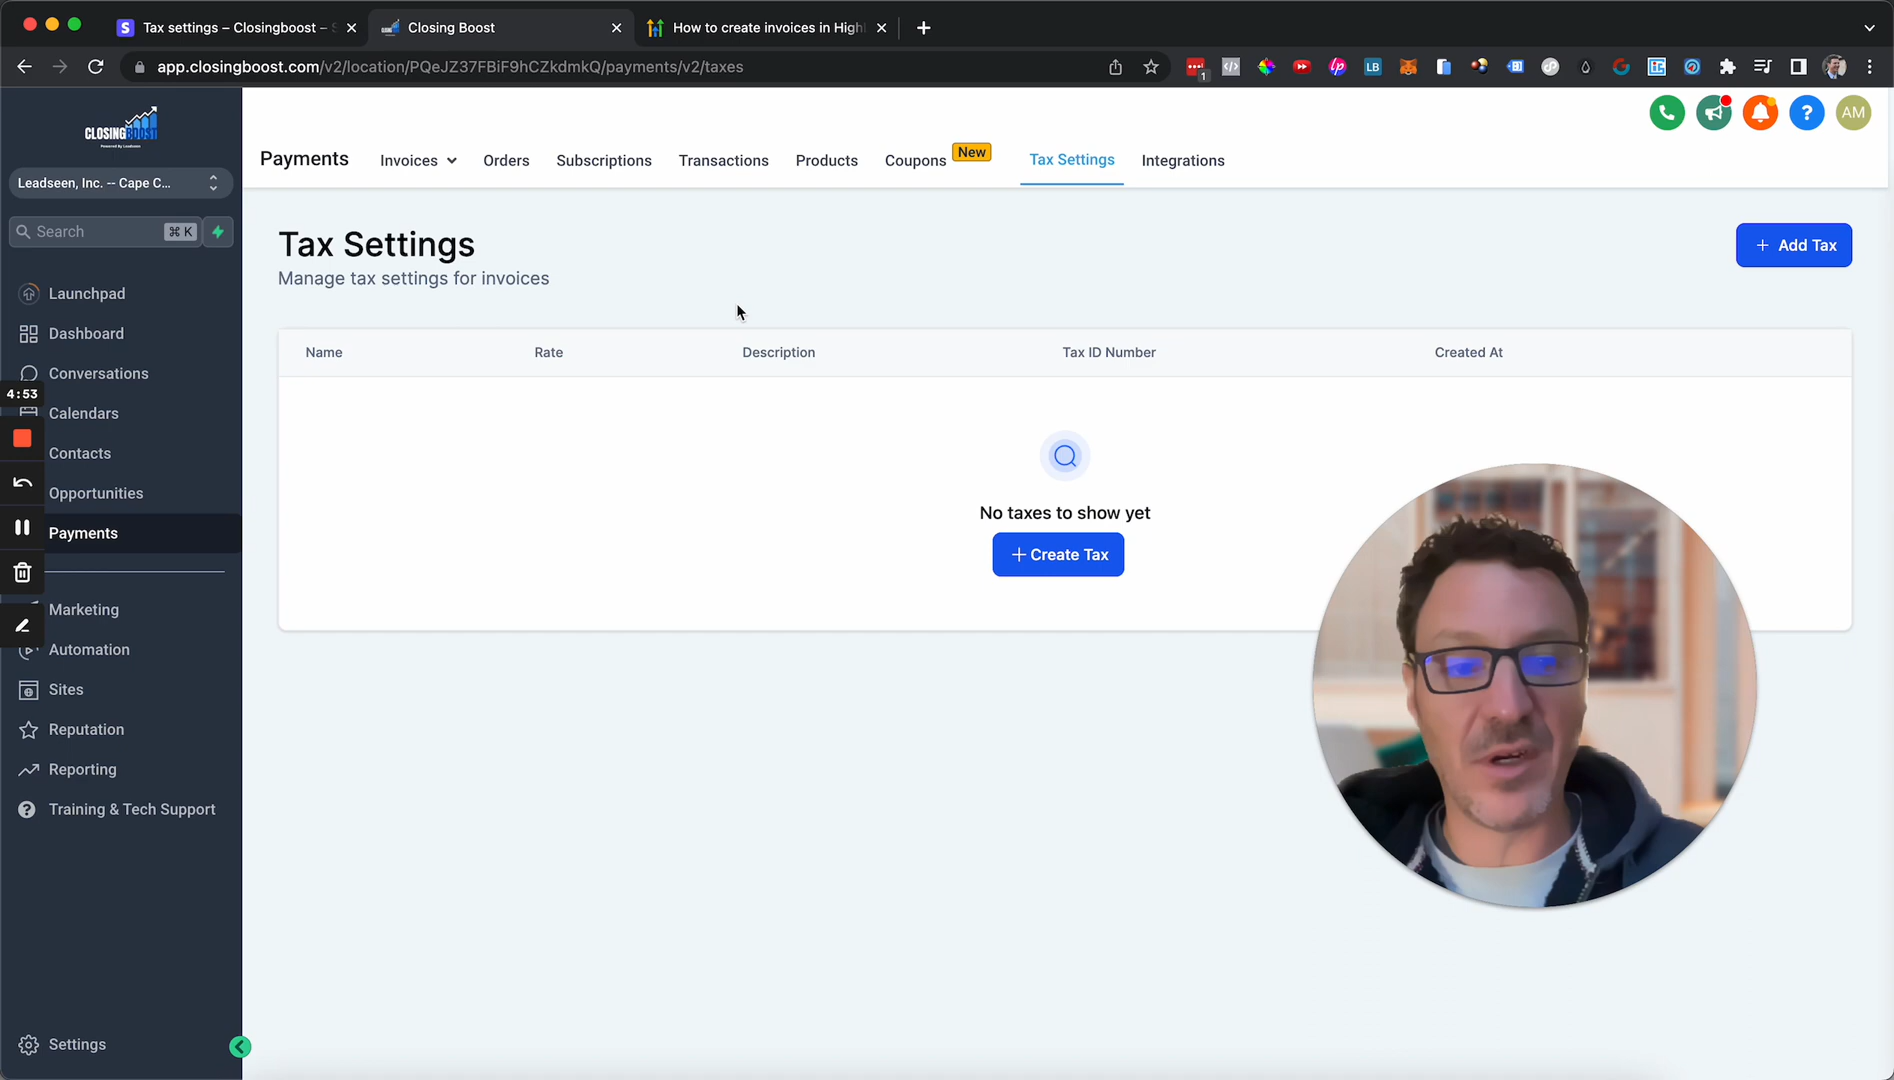 Tax settings – Closingboost – S
Closing Boost
How to create invoices in High
app.closingboost.com/v2/location/PQeJZ37FBiF9hCZkdmkQ/payments/v2/taxes
CLOSINGBOOST
Powered By Leadseen
AM
Payments
Invoices
Orders
Subscriptions
Transactions
Products
Coupons
New
Tax Settings
Integrations
Leadseen, Inc. -- Cape C...
Search
⌘ K
Launchpad
Dashboard
Conversations
4:53
Calendars
Contacts
Opportunities
Payments
Marketing
Automation
Sites
Reputation
Reporting
Training & Tech Support
Settings
Tax Settings
Manage tax settings for invoices
+ Add Tax
Name
Rate
Description
Tax ID Number
Created At
No taxes to show yet
+ Create Tax